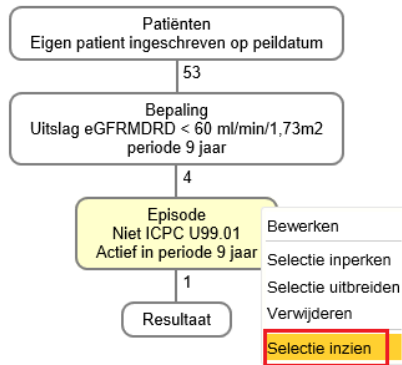 Patiënten
Eigen patient ingeschreven op peildatum
53
Bepaling
Uitslag eGFRMDRD < 60 ml/min/1,73m2
periode 9 jaar
4
Episode
Niet ICPC U99.01
Actief in periode 9 jaar
1
Resultaat
Bewerken
Selectie inperken
Selectie uitbreiden
Verwijderen
Selectie inzien